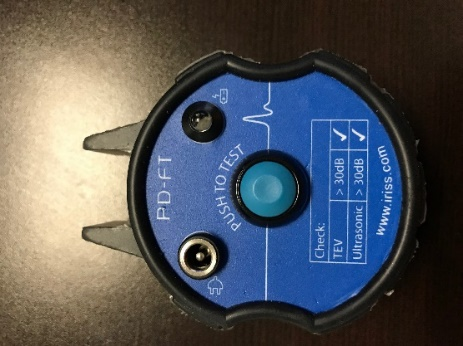 PD-FT
PUSH TO TEST
Check:
TEV > 30dB ✓
Ultrasonic > 30dB ✓
www.iriss.com